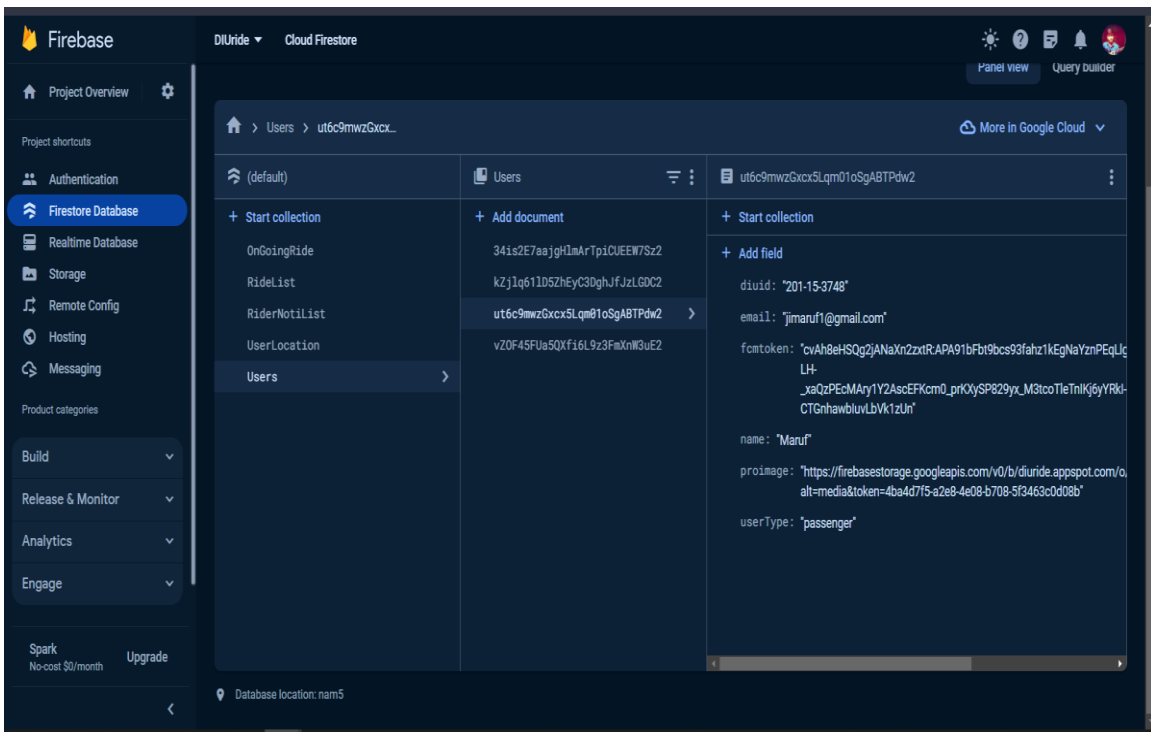 Firebase
DIUride Cloud Firestore
Panel view Query builder
Project Overview
Project shortcuts
Authentication
Firestore Database
Realtime Database
Storage
Remote Config
Hosting
Messaging
Product categories
Build
Release & Monitor
Analytics
Engage
Spark
No-cost $0/month
Upgrade
> Users > ut6c9mwzGxcx…
More in Google Cloud
(default)
+ Start collection
OnGoingRide
RideList
RiderNotiList
UserLocation
Users
Users
+ Add document
34is2E7aajgHlmArTpiCUEEW7Sz2
kZjlq61lD5ZhEyC3DghJfJzLGDC2
ut6c9mwzGxcx5Lqm01oSgABTPdw2
vZOF45FUa5QXfi6L9z3FmXnW3uE2
ut6c9mwzGxcx5Lqm01oSgABTPdw2
+ Start collection
+ Add field
diuid: "201-15-3748"
email: "jimaruf1@gmail.com"
fcmtoken: "cvAh8eHSQg2jANaXn2zxtR:APA91bFbt9bcs93fahz1kEgNaYznPEqLlg
LH-
_xaQzPEcMAry1Y2AscEFKcm0_prKXySP829yx_M3tcoTleTnIKj6yYRkI-
CTGnhawbIuvLbVk1zUn"
name: "Maruf"
proimage: "https://firebasestorage.googleapis.com/v0/b/diuride.appspot.com/o/
alt=media&token=4ba4d7f5-a2e8-4e08-b708-5f3463c0d08b"
userType: "passenger"
Database location: nam5